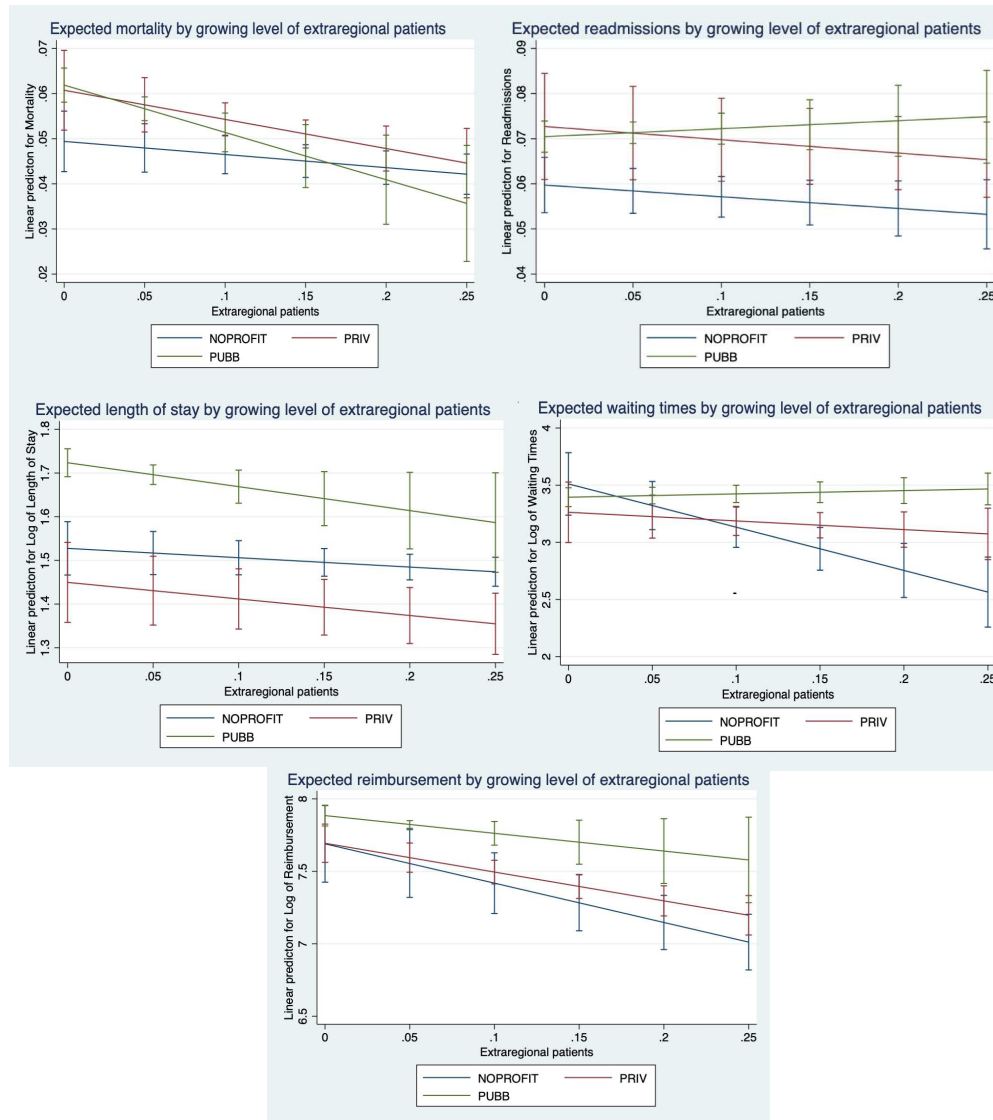 Expected mortality by growing level of extraregional patients
Linear predicton for Mortality
.07
.06
.05
.04
.03
.02
0 .05 .1 .15 .2 .25
Extraregional patients
NOPROFIT PRIV
PUBB
Expected readmissions by growing level of extraregional patients
Linear predicton for Readmissions
.09
.08
.07
.06
.05
.04
0 .05 .1 .15 .2 .25
Extraregional patients
NOPROFIT PRIV
PUBB
Expected length of stay by growing level of extraregional patients
Linear predicton for Log of Length of Stay
1.8
1.7
1.6
1.5
1.4
1.3
0 .05 .1 .15 .2 .25
Extraregional patients
NOPROFIT PRIV
PUBB
Expected waiting times by growing level of extraregional patients
Linear predicton for Log of Waiting Times
4
3.5
3
2.5
2
0 .05 .1 .15 .2 .25
Extraregional patients
NOPROFIT PRIV
PUBB
Expected reimbursement by growing level of extraregional patients
Linear predicton for Log of Reimbursement
8
7.5
7
6.5
0 .05 .1 .15 .2 .25
Extraregional patients
NOPROFIT PRIV
PUBB